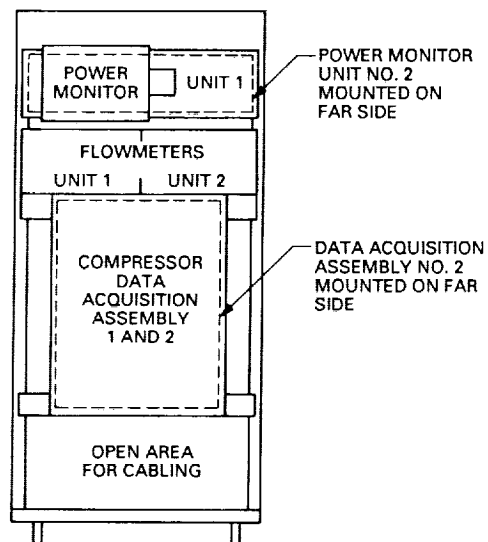 POWER
MONITOR
UNIT 1
POWER MONITOR
UNIT NO. 2
MOUNTED ON
FAR SIDE
FLOWMETERS
UNIT 1
UNIT 2
COMPRESSOR
DATA
ACQUISITION
ASSEMBLY
1 AND 2
DATA ACQUISITION
ASSEMBLY NO. 2
MOUNTED ON FAR
SIDE
OPEN AREA
FOR CABLING